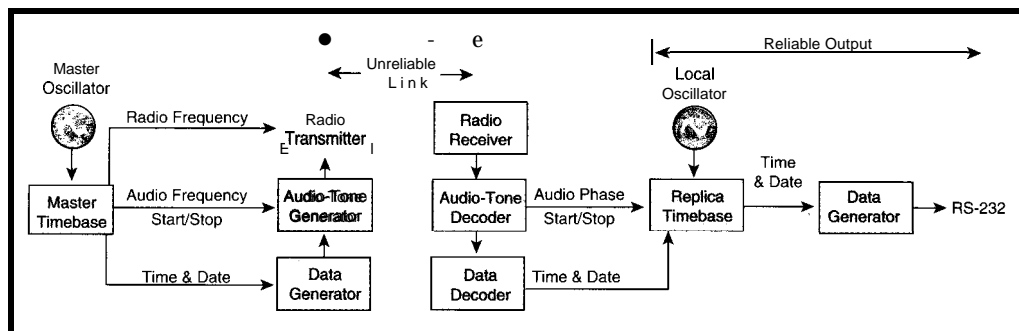 ● - e
Unreliable
Link
Reliable Output
Master
Oscillator
Radio Frequency
Radio
Transmitter
E I
Radio
Receiver
Local
Oscillator
Time
& Date
Master
Timebase
Audio Frequency
Start/Stop
Audio-Tone
Generator
Audio-Tone
Decoder
Audio Phase
Start/Stop
Replica
Timebase
Data
Generator
RS-232
Time & Date
Data
Generator
Data
Decoder
Time & Date